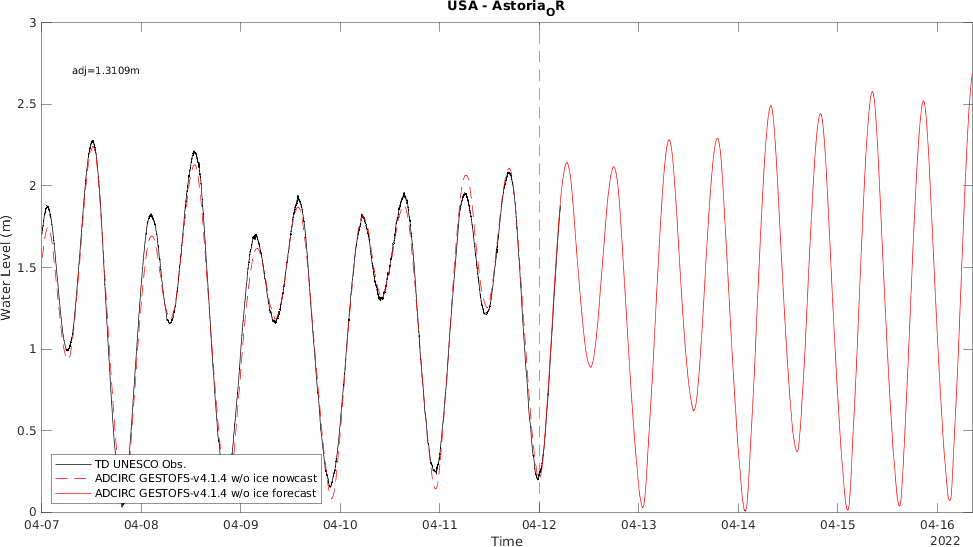 USA - Astoria_OR
3
adj=1.3109m
2.5
2
1.5
1
0.5
0
Water Level (m)
TD UNESCO Obs.
ADCIRC GESTOFS-v4.1.4 w/o ice nowcast
ADCIRC GESTOFS-v4.1.4 w/o ice forecast
04-07 04-08 04-09 04-10 04-11 04-12 04-13 04-14 04-15 04-16
Time
2022